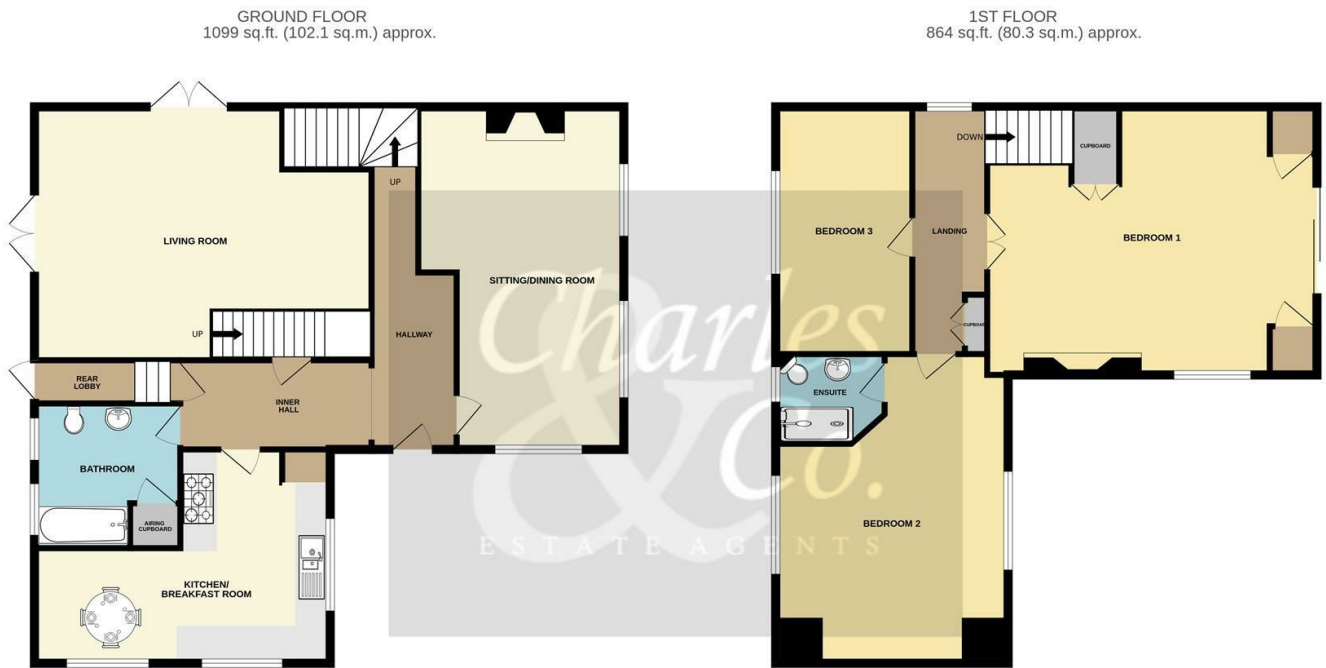 GROUND FLOOR
1099 sq.ft. (102.1 sq.m.) approx.
1ST FLOOR
864 sq.ft. (80.3 sq.m.) approx.
UP
LIVING ROOM
SITTING/DINING ROOM
UP
HALLWAY
REAR
LOBBY
INNER
HALL
BATHROOM
AIRING
CUPBOARD
KITCHEN/
BREAKFAST ROOM
DOWN
CUPBOARD
BEDROOM 3
LANDING
BEDROOM 1
CUPBOARD
ENSUITE
BEDROOM 2
Charles
& Co.
ESTATE AGENTS